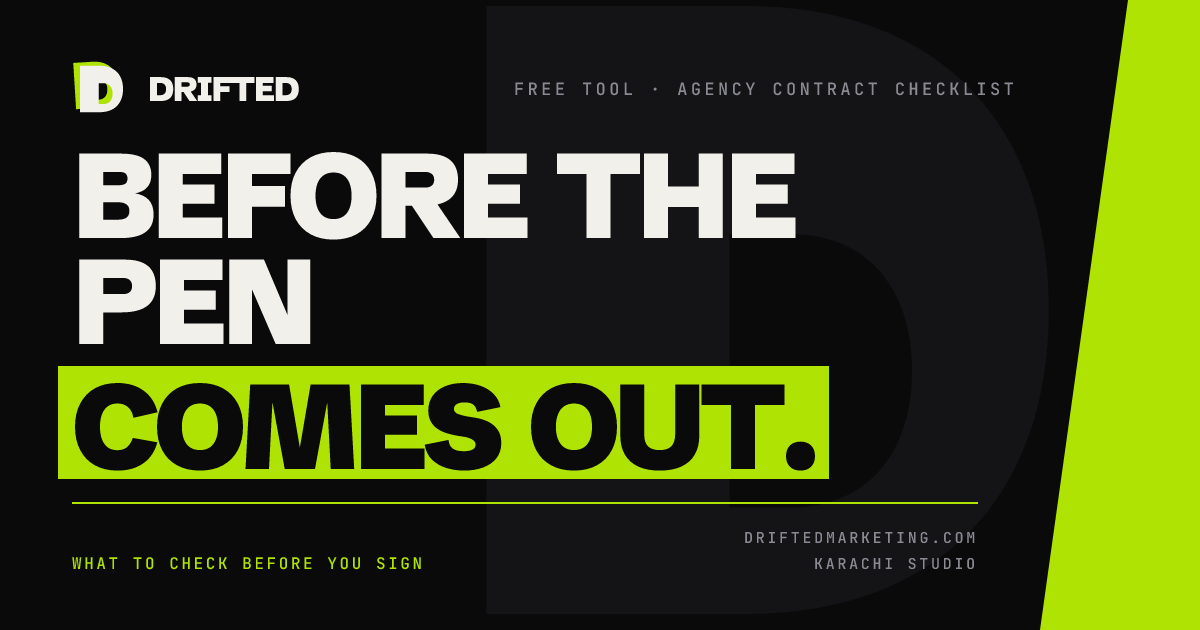 DRIFTED
FREE TOOL · AGENCY CONTRACT CHECKLIST
BEFORE THE
PEN
COMES OUT.
WHAT TO CHECK BEFORE YOU SIGN
DRIFTEDMARKETING.COM
KARACHI STUDIO